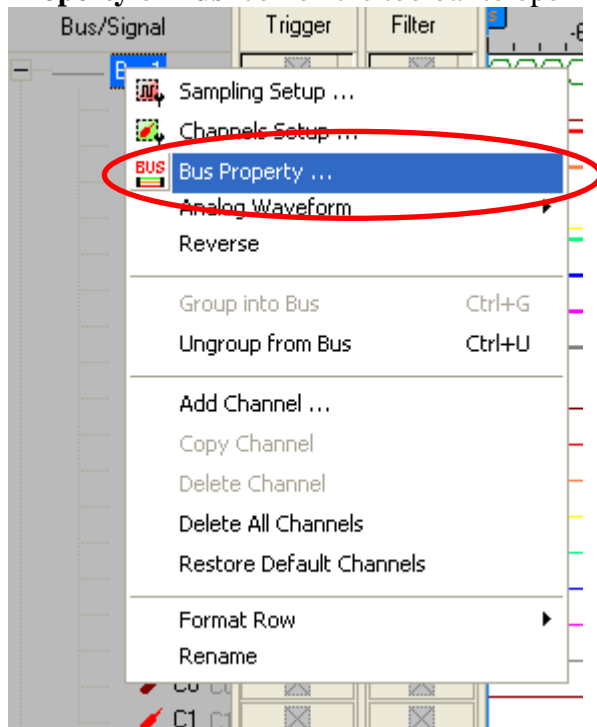 Bus/Signal Trigger Filter
Sampling Setup ...
Channels Setup ...
BUS Bus Property ...
Analog Waveform
Reverse
Group into Bus Ctrl+G
Ungroup from Bus Ctrl+U
Add Channel ...
Copy Channel
Delete Channel
Delete All Channels
Restore Default Channels
Format Row
Rename
C1